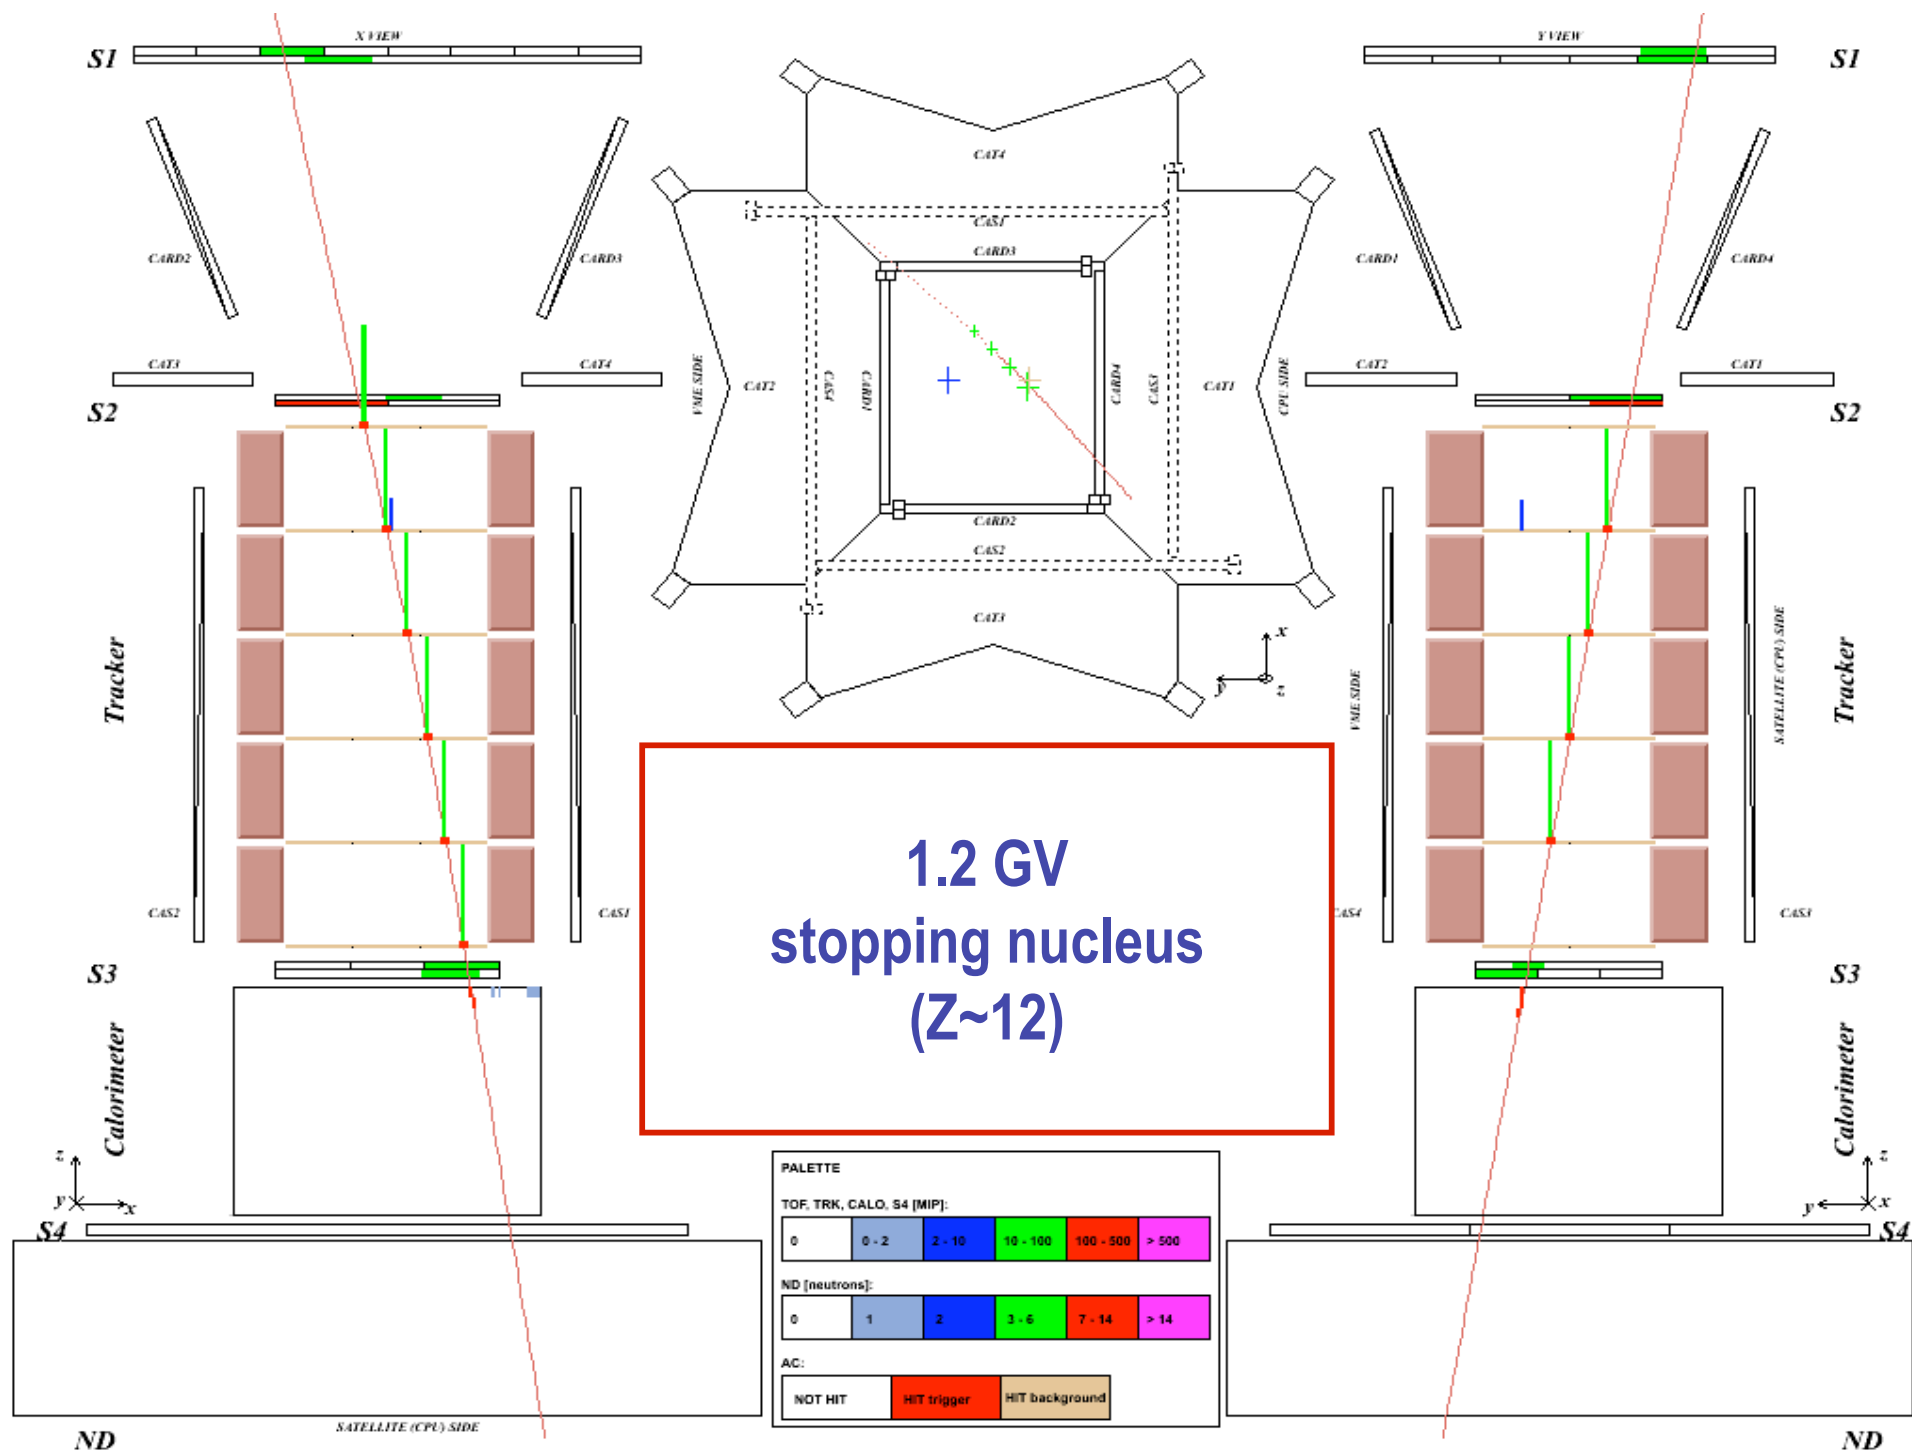 X VIEW
Y VIEW
S1
S1
CAT4
CAS1
CARD2
CARD3
CARD3
CARD1
CARD4
CAT3
CAT4
CAT2
CAT1
VME SIDE
CAT2
CAS4
CARD1
CARD4
CAS3
CAT1
CPU SIDE
S2
S2
CARD2
CAS2
CAT3
x
y
z
Tracker
VME SIDE
SATELLITE (CPU) SIDE
Tracker
1.2 GV
stopping nucleus
(Z~12)
CAS2
CAS1
CAS4
CAS3
S3
S3
Calorimeter
Calorimeter
z
y
x
z
y
x
S4
S4
PALETTE
TOF, TRK, CALO, S4 [MIP]:
0 0 - 2 2 - 10 10 - 100 100 - 500 > 500
ND [neutrons]:
0 1 2 3 - 6 7 - 14 > 14
AC:
NOT HIT HIT trigger HIT background
SATELLITE (CPU) SIDE
ND
ND